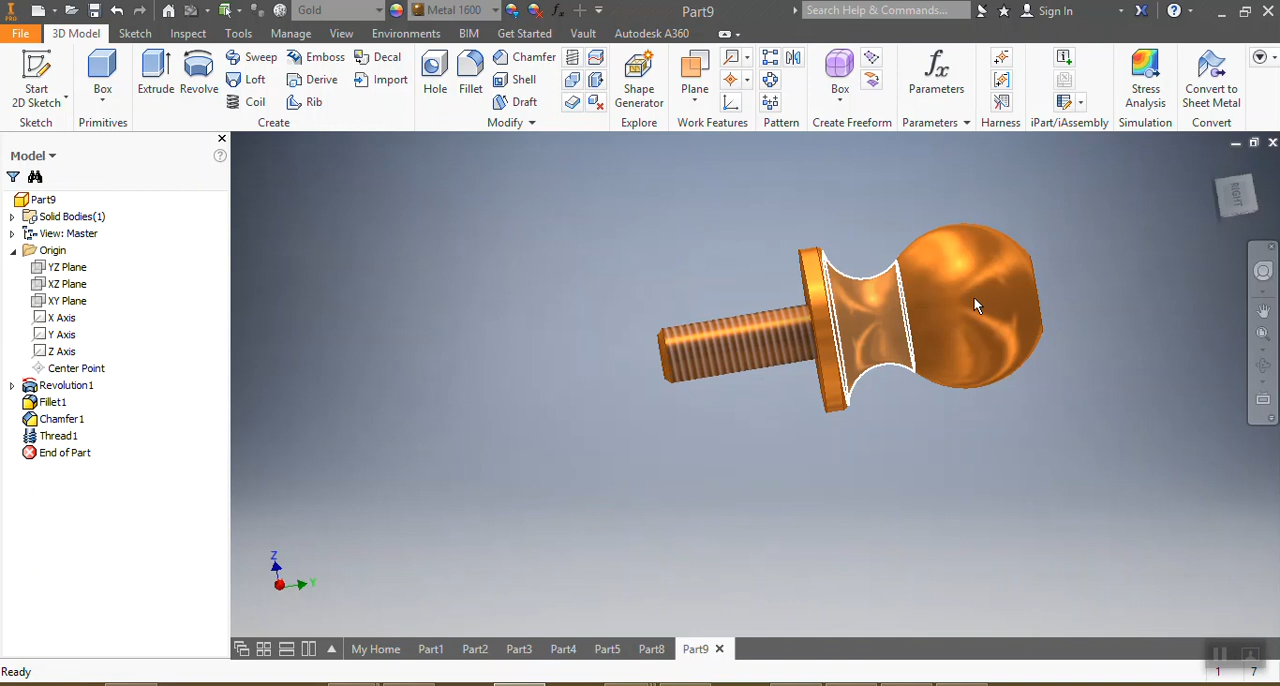 PRO
Gold
Metal 1600
Part9
Search Help & Commands...
Sign In
File
3D Model
Sketch
Inspect
Tools
Manage
View
Environments
BIM
Get Started
Vault
Autodesk A360
Start
2D Sketch
Sketch
Box
Primitives
Extrude
Revolve
Sweep
Loft
Coil
Emboss
Derive
Rib
Decal
Import
Create
Hole
Fillet
Chamfer
Shell
Draft
Modify
Shape
Generator
Explore
Plane
Work Features
Pattern
Box
Create Freeform
fx
Parameters
Parameters
Harness
iPart/iAssembly
Stress
Analysis
Simulation
Convert to
Sheet Metal
Convert
Model
Part9
Solid Bodies(1)
View: Master
Origin
YZ Plane
XZ Plane
XY Plane
X Axis
Y Axis
Z Axis
Center Point
Revolution1
Fillet1
Chamfer1
Thread1
End of Part
RIGHT
Z
Y
My Home
Part1
Part2
Part3
Part4
Part5
Part8
Part9
Ready
1
7